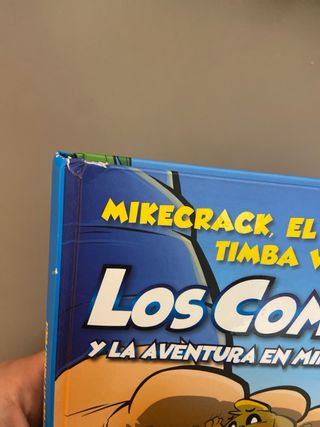 MIKECRACK, EL
TIMBA V
LOS COM
Y LA AVENTURA EN MI